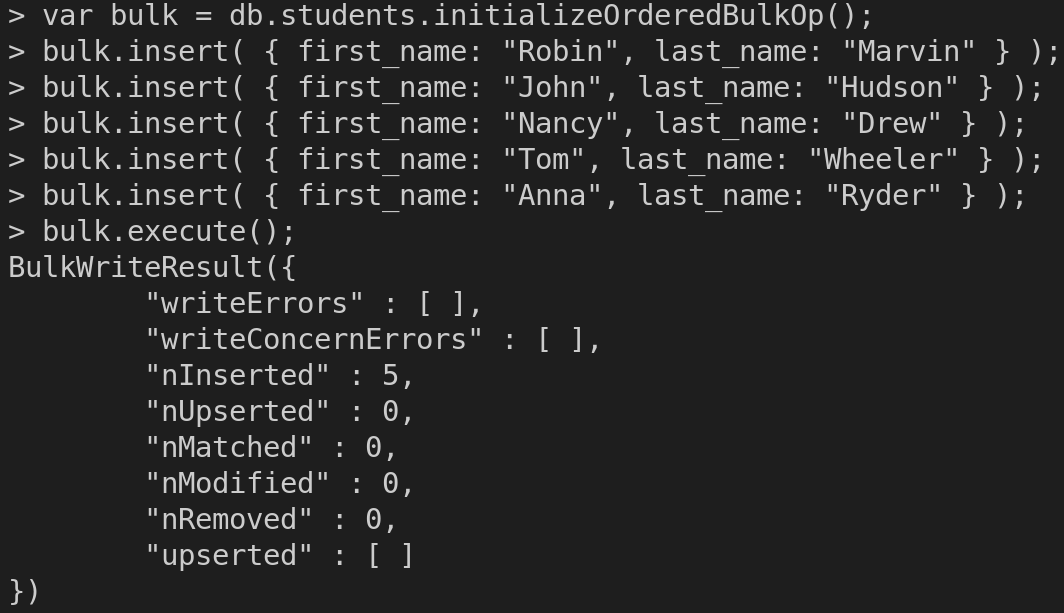 > var bulk = db.students.initializeOrderedBulkOp();
> bulk.insert( { first_name: "Robin", last_name: "Marvin" } );
> bulk.insert( { first_name: "John", last_name: "Hudson" } );
> bulk.insert( { first_name: "Nancy", last_name: "Drew" } );
> bulk.insert( { first_name: "Tom", last_name: "Wheeler" } );
> bulk.insert( { first_name: "Anna", last_name: "Ryder" } );
> bulk.execute();
BulkWriteResult({
        "writeErrors" : [ ],
        "writeConcernErrors" : [ ],
        "nInserted" : 5,
        "nUpserted" : 0,
        "nMatched" : 0,
        "nModified" : 0,
        "nRemoved" : 0,
        "upserted" : [ ]
})